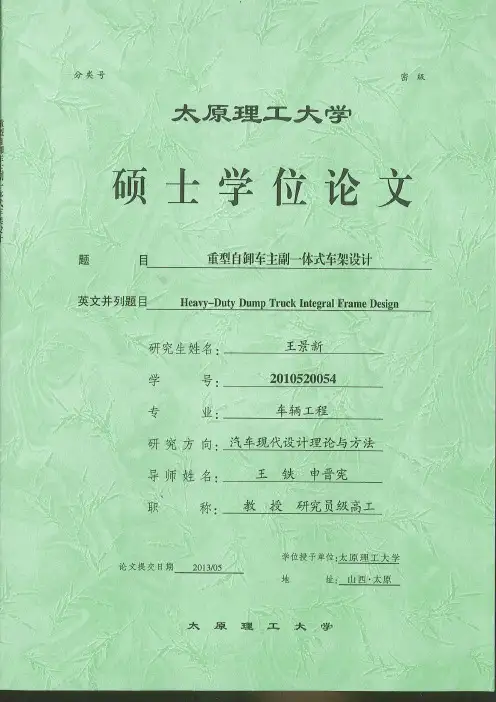 分类号 密级
太原理工大学
硕士学位论文
题 目 重型自卸车主副一体式车架设计
英文并列题目 Heavy-Duty Dump Truck Integral Frame Design
研究生姓名: 王景新
学 号: 2010520054
专 业: 车辆工程
研究方向: 汽车现代设计理论与方法
导师姓名: 王 铁 申晋宪
职 称: 教 授 研究员级高工
学位授予单位:太原理工大学
论文提交日期 2013/05
地 址: 山西·太原
太原理工大学